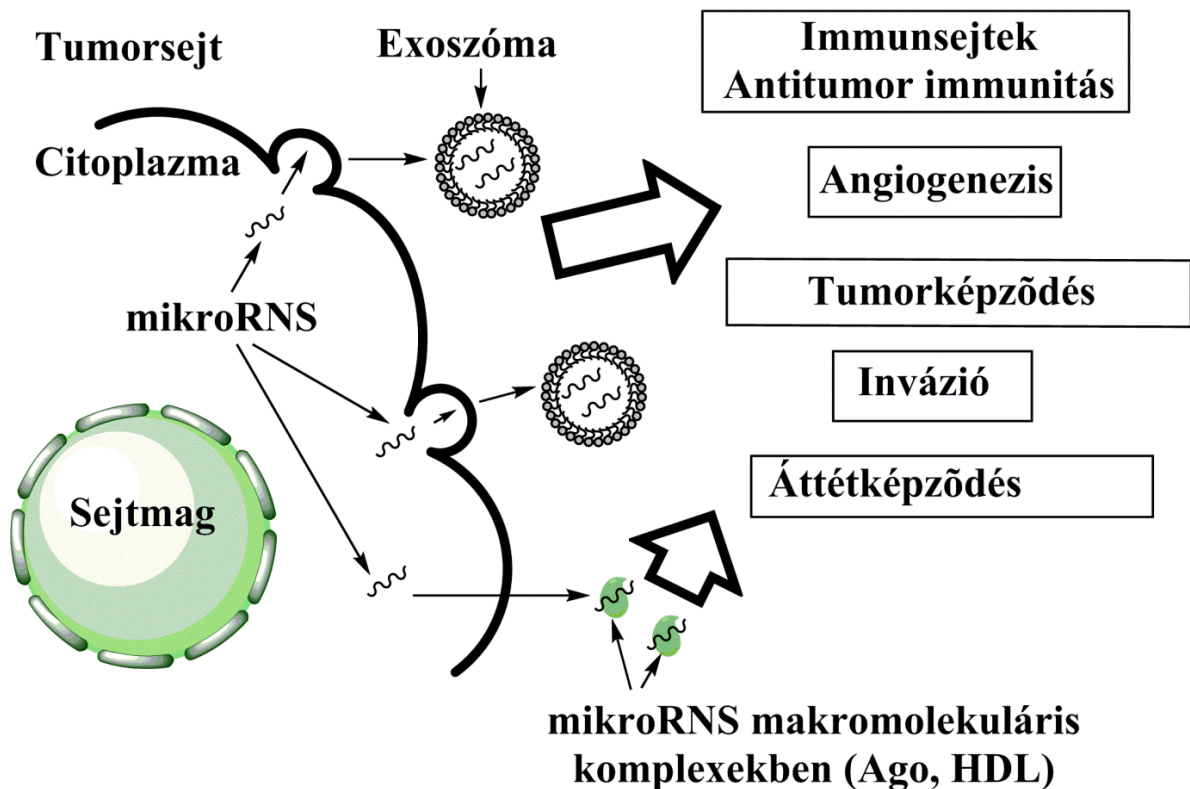 Tumorsejt
Exoszóma
Immunsejtek
Antitumor immunitás
Citoplazma
Angiogenezis
mikroRNS
Tumorképzõdés
Invázió
Sejtmag
Áttétképzõdés
mikroRNS makromolekuláris
komplexekben (Ago, HDL)